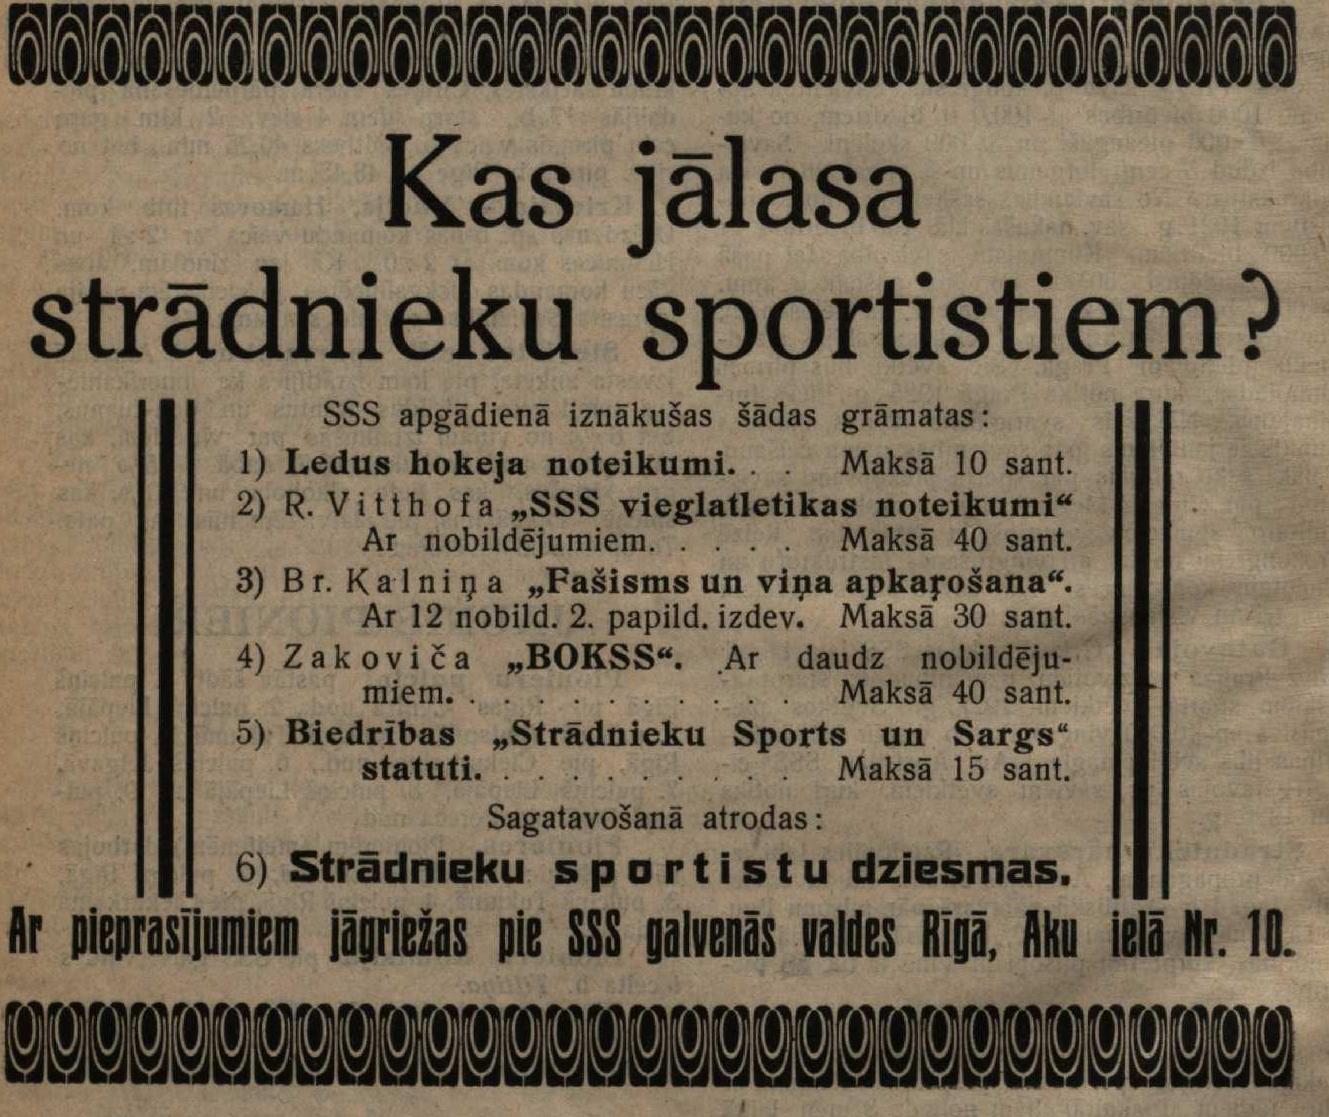 Kas jālasa
strādnieku sportistiem?
SSS apgādienā iznākušas šādas grāmatas:
1) Ledus hokeja noteikumi. . . Maksā 10 sant.
2) R. Vitthofa „SSS vieglatletikas noteikumi“
Ar nobildējumiem. . . . . Maksā 40 sant.
3) Br. Kalniņa „Fašisms un viņa apkaŗošana“.
Ar 12 nobild. 2. papild. izdev. Maksā 30 sant.
4) Zakoviča „BOKSS“. Ar daudz nobildēju-
miem. . . . . . . . . . Maksā 40 sant.
5) Biedrības „Strādnieku Sports un Sargs“
statuti. . . . . . . . . . Maksā 15 sant.
Sagatavošanā atrodas:
6) Strādnieku sportistu dziesmas.
Ar pieprasījumiem jāgriežas pie SSS galvenās valdes Rīgā, Aku ielā Nr. 10.